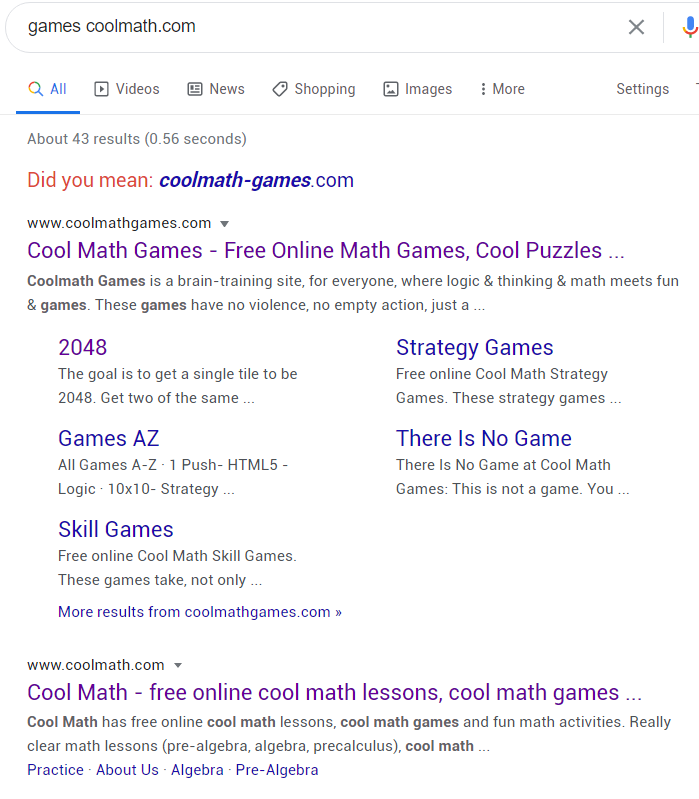 games coolmath.com
All Videos News Shopping Images More Settings
About 43 results (0.56 seconds)
Did you mean: coolmath-games.com
www.coolmathgames.com
Cool Math Games - Free Online Math Games, Cool Puzzles ...
Coolmath Games is a brain-training site, for everyone, where logic & thinking & math meets fun
& games. These games have no violence, no empty action, just a ...
2048
The goal is to get a single tile to be
2048. Get two of the same ...
Strategy Games
Free online Cool Math Strategy
Games. These strategy games ...
Games AZ
All Games A-Z · 1 Push- HTML5 -
Logic · 10x10- Strategy ...
There Is No Game
There Is No Game at Cool Math
Games: This is not a game. You ...
Skill Games
Free online Cool Math Skill Games.
These games take, not only ...
More results from coolmathgames.com »
www.coolmath.com
Cool Math - free online cool math lessons, cool math games ...
Cool Math has free online cool math lessons, cool math games and fun math activities. Really
clear math lessons (pre-algebra, algebra, precalculus), cool math ...
Practice · About Us · Algebra · Pre-Algebra